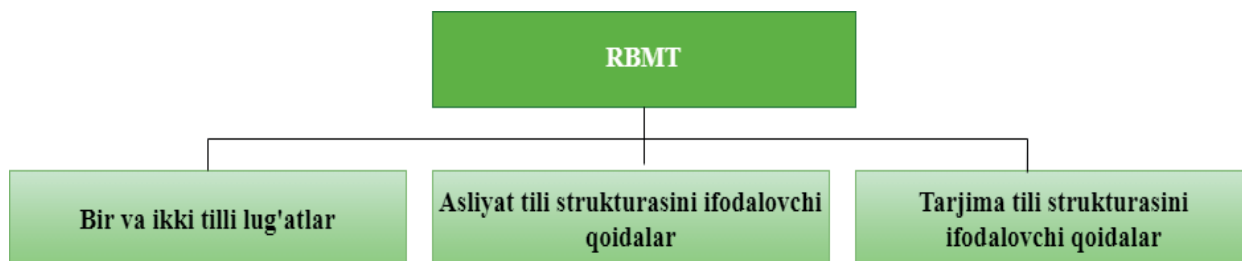 RBMT
Bir va ikki tilli lug'atlar
Asliyat tili strukturasini ifodalovchi
qoidalar
Tarjima tili strukturasini
ifodalovchi qoidalar